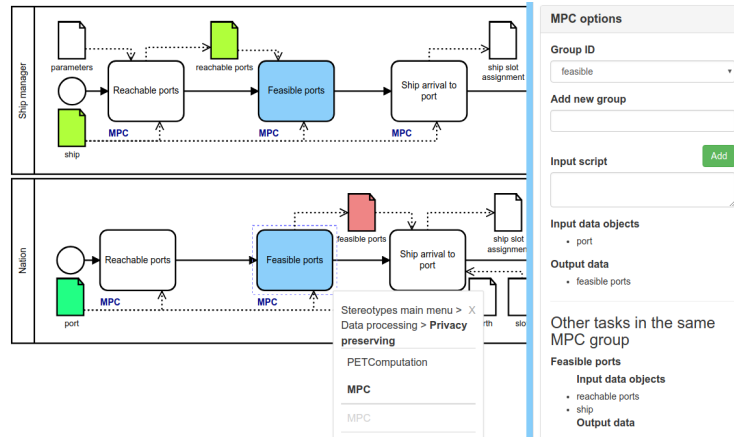 Ship manager
parameters
reachable ports
ship slot
assignment
Reachable ports
Feasible ports
Ship arrival to
port
MPC
MPC
MPC
ship
Nation
feasible ports
ship slot
assignment
Reachable ports
Feasible ports
Ship arrival to
port
MPC
MPC
port
Stereotypes main menu > X
Data processing > Privacy
preserving
PETComputation
MPC
MPC
MPC options
Group ID
feasible
Add new group
Input script
Add
Input data objects
• port
Output data
• feasible ports
Other tasks in the same
MPC group
Feasible ports
Input data objects
• reachable ports
• ship
Output data